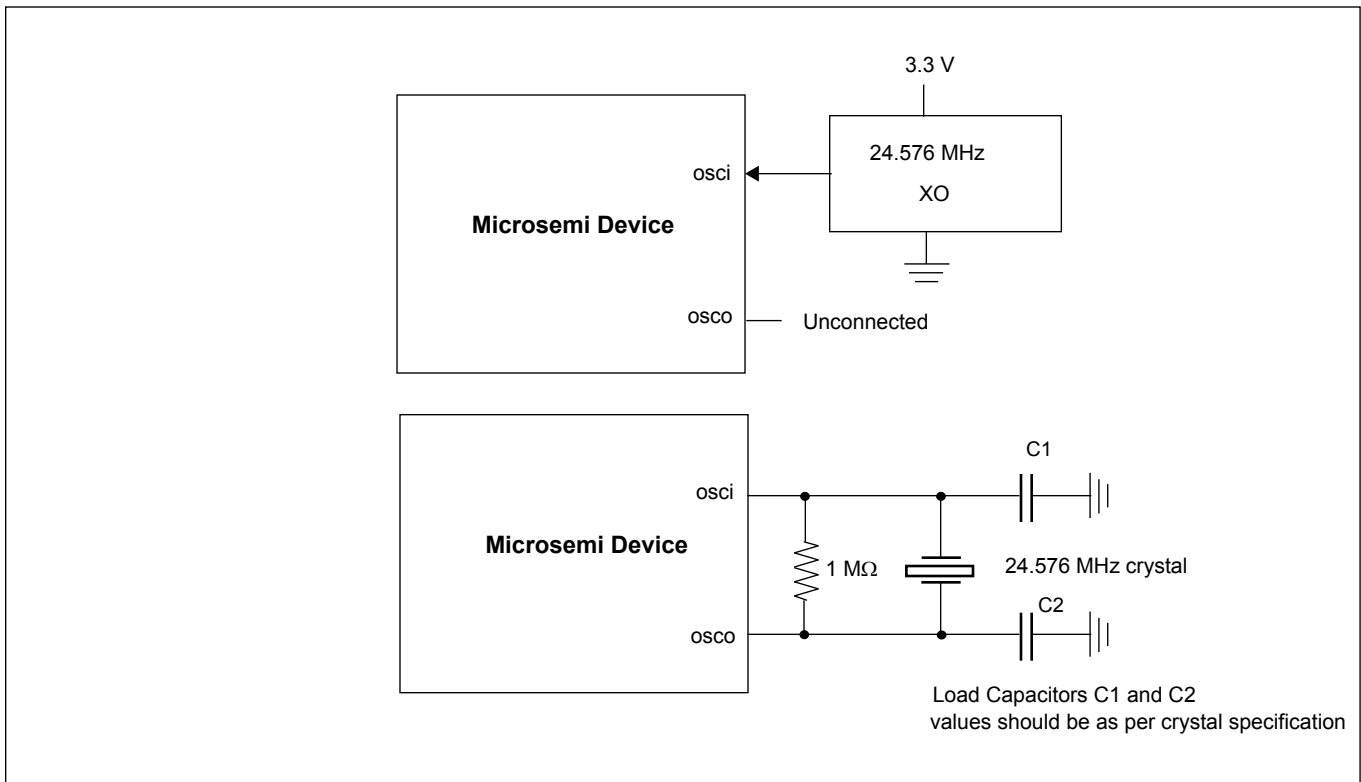 3.3 V
24.576 MHz
XO
osci
Microsemi Device
osco
Unconnected
C1
osci
Microsemi Device
1 MΩ
24.576 MHz crystal
C2
osco
Load Capacitors C1 and C2
values should be as per crystal specification